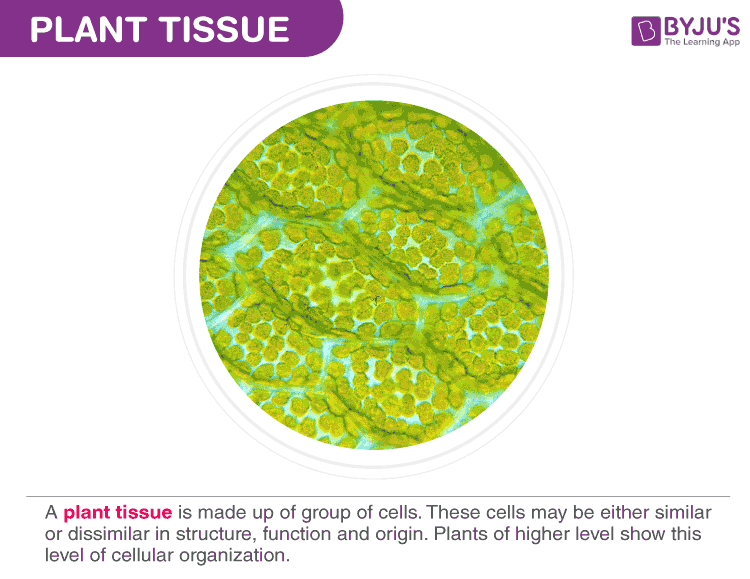 PLANT TISSUE
BYJU'S
The Learning App
A plant tissue is made up of group of cells. These cells may be either similar
or dissimilar in structure, function and origin. Plants of higher level show this
level of cellular organization.